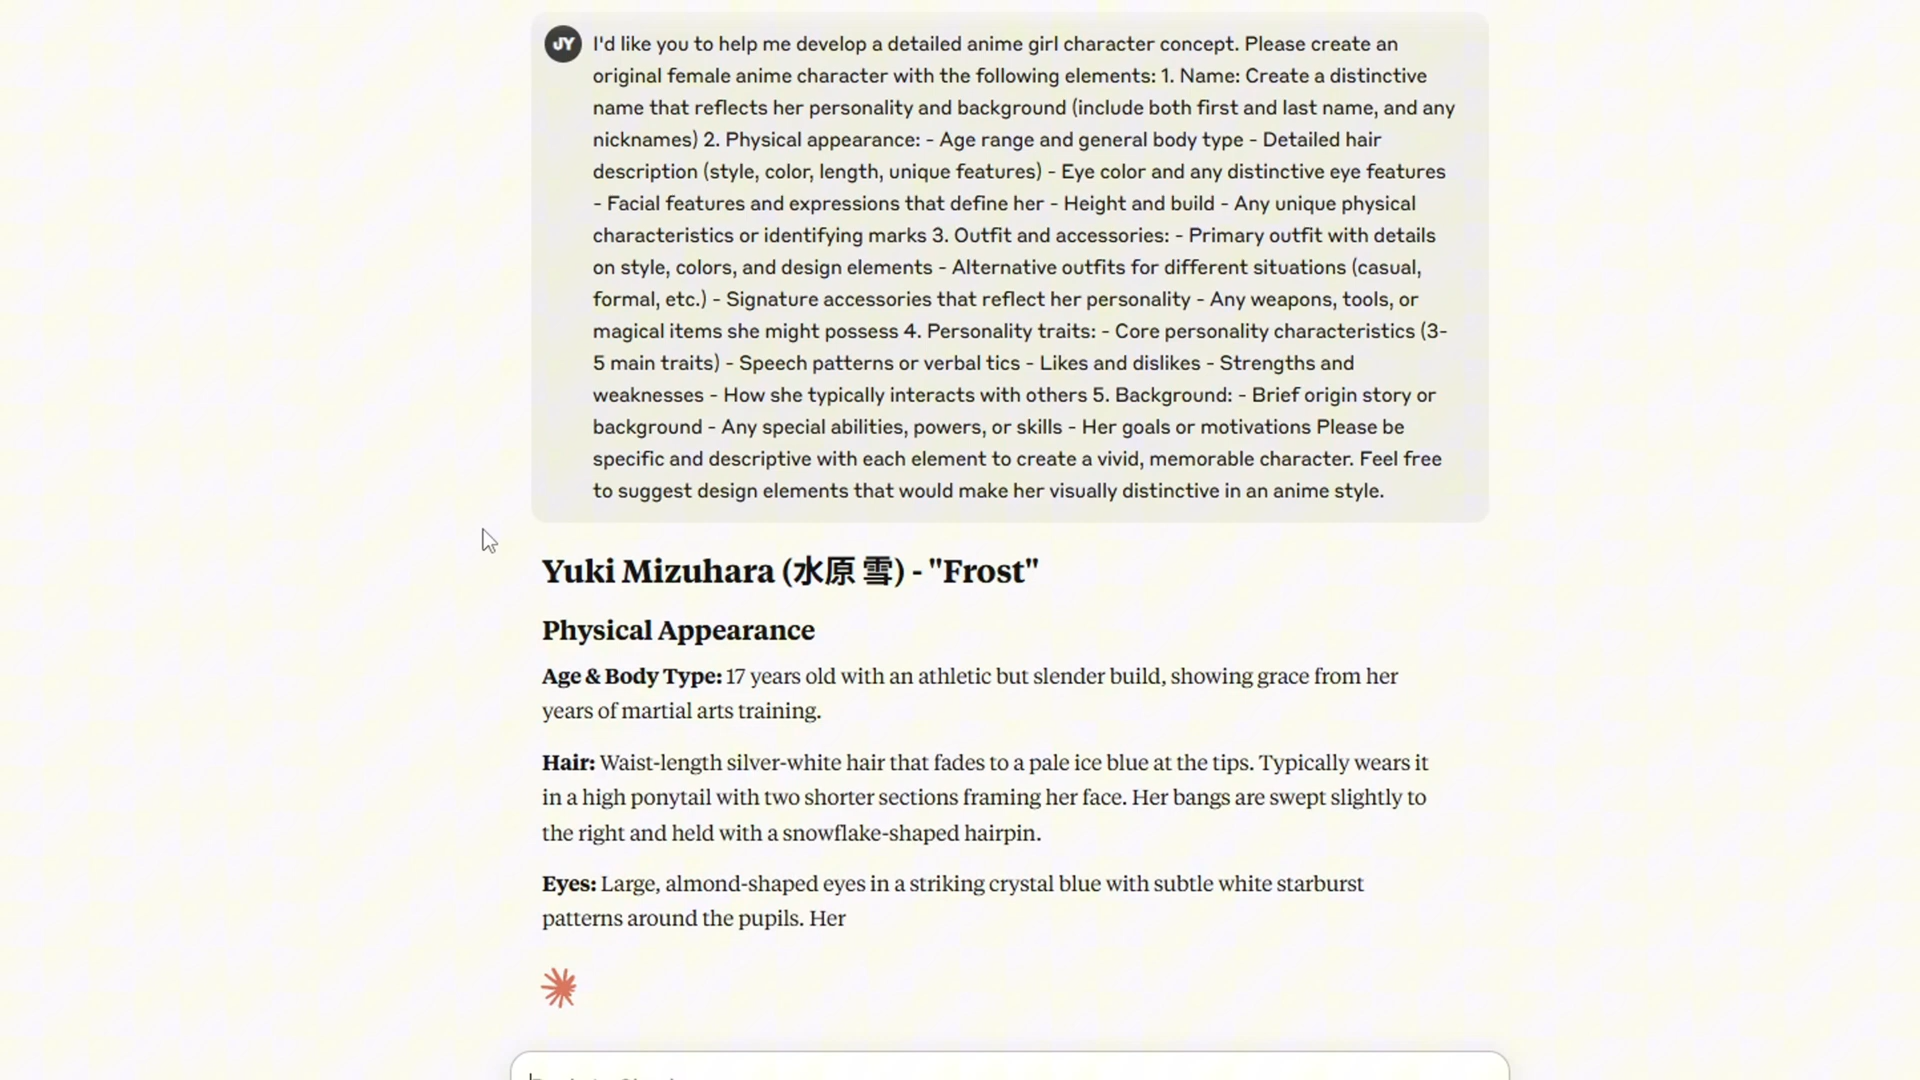 JY
I'd like you to help me develop a detailed anime girl character concept. Please create an
original female anime character with the following elements: 1. Name: Create a distinctive
name that reflects her personality and background (include both first and last name, and any
nicknames) 2. Physical appearance: - Age range and general body type - Detailed hair
description (style, color, length, unique features) - Eye color and any distinctive eye features
- Facial features and expressions that define her - Height and build - Any unique physical
characteristics or identifying marks 3. Outfit and accessories: - Primary outfit with details
on style, colors, and design elements - Alternative outfits for different situations (casual,
formal, etc.) - Signature accessories that reflect her personality - Any weapons, tools, or
magical items she might possess 4. Personality traits: - Core personality characteristics (3-
5 main traits) - Speech patterns or verbal tics - Likes and dislikes - Strengths and
weaknesses - How she typically interacts with others 5. Background: - Brief origin story or
background - Any special abilities, powers, or skills - Her goals or motivations Please be
specific and descriptive with each element to create a vivid, memorable character. Feel free
to suggest design elements that would make her visually distinctive in an anime style.
Yuki Mizuhara (水原 雪) - "Frost"
Physical Appearance
Age & Body Type: 17 years old with an athletic but slender build, showing grace from her
years of martial arts training.
Hair: Waist-length silver-white hair that fades to a pale ice blue at the tips. Typically wears it
in a high ponytail with two shorter sections framing her face. Her bangs are swept slightly to
the right and held with a snowflake-shaped hairpin.
Eyes: Large, almond-shaped eyes in a striking crystal blue with subtle white starburst
patterns around the pupils. Her